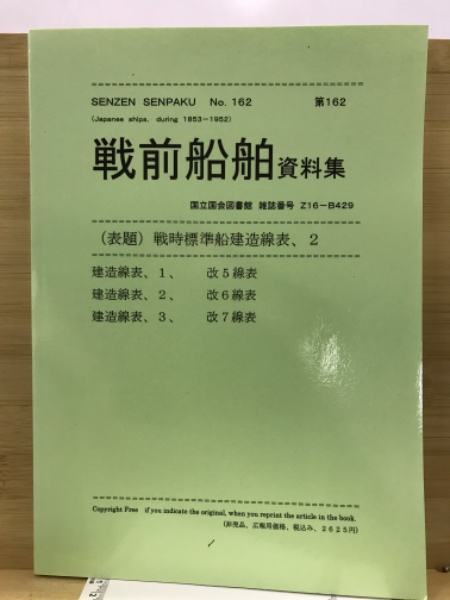 SENZEN SENPAKU No. 162 第162
(Japanee ships, during 1853－1952)
戦前船舶資料集
国立国会図書館 雑誌番号 Z16－B429
（表題）戦時標準船建造線表、２
建造線表、１、 改５線表
建造線表、２、 改６線表
建造線表、３、 改７線表
Copyright Free if you indicate the original, when you reprint the article in the book.
(非売品、広報用価格、税込み、２６２５円)